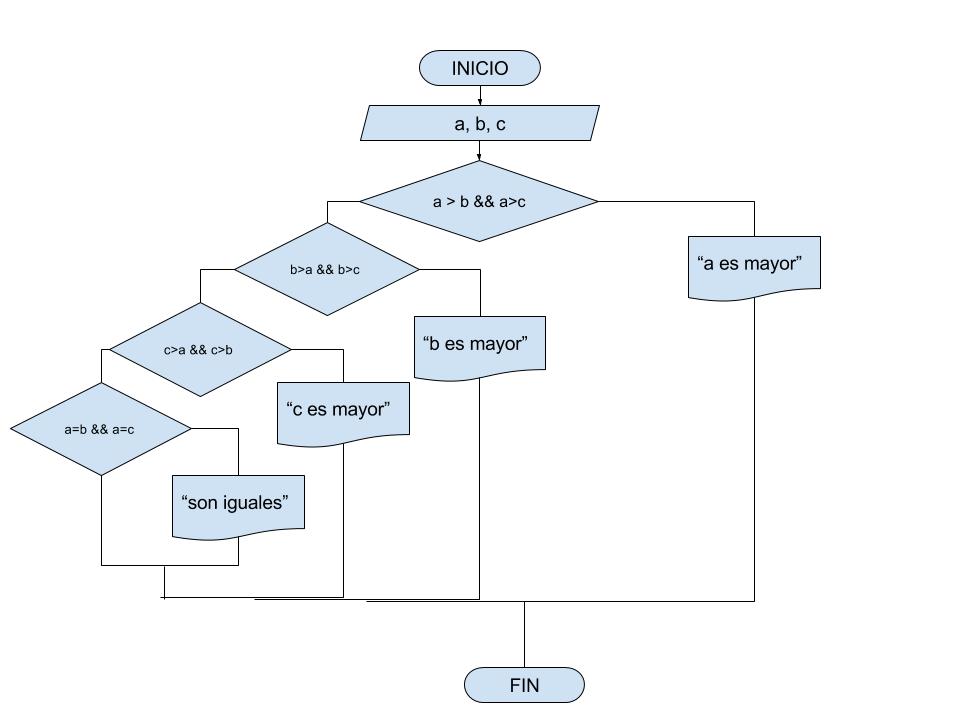 INICIO
a, b, c
a > b && a>c
b>a && b>c
“a es mayor”
c>a && c>b
“b es mayor”
a=b && a=c
“c es mayor”
“son iguales”
FIN